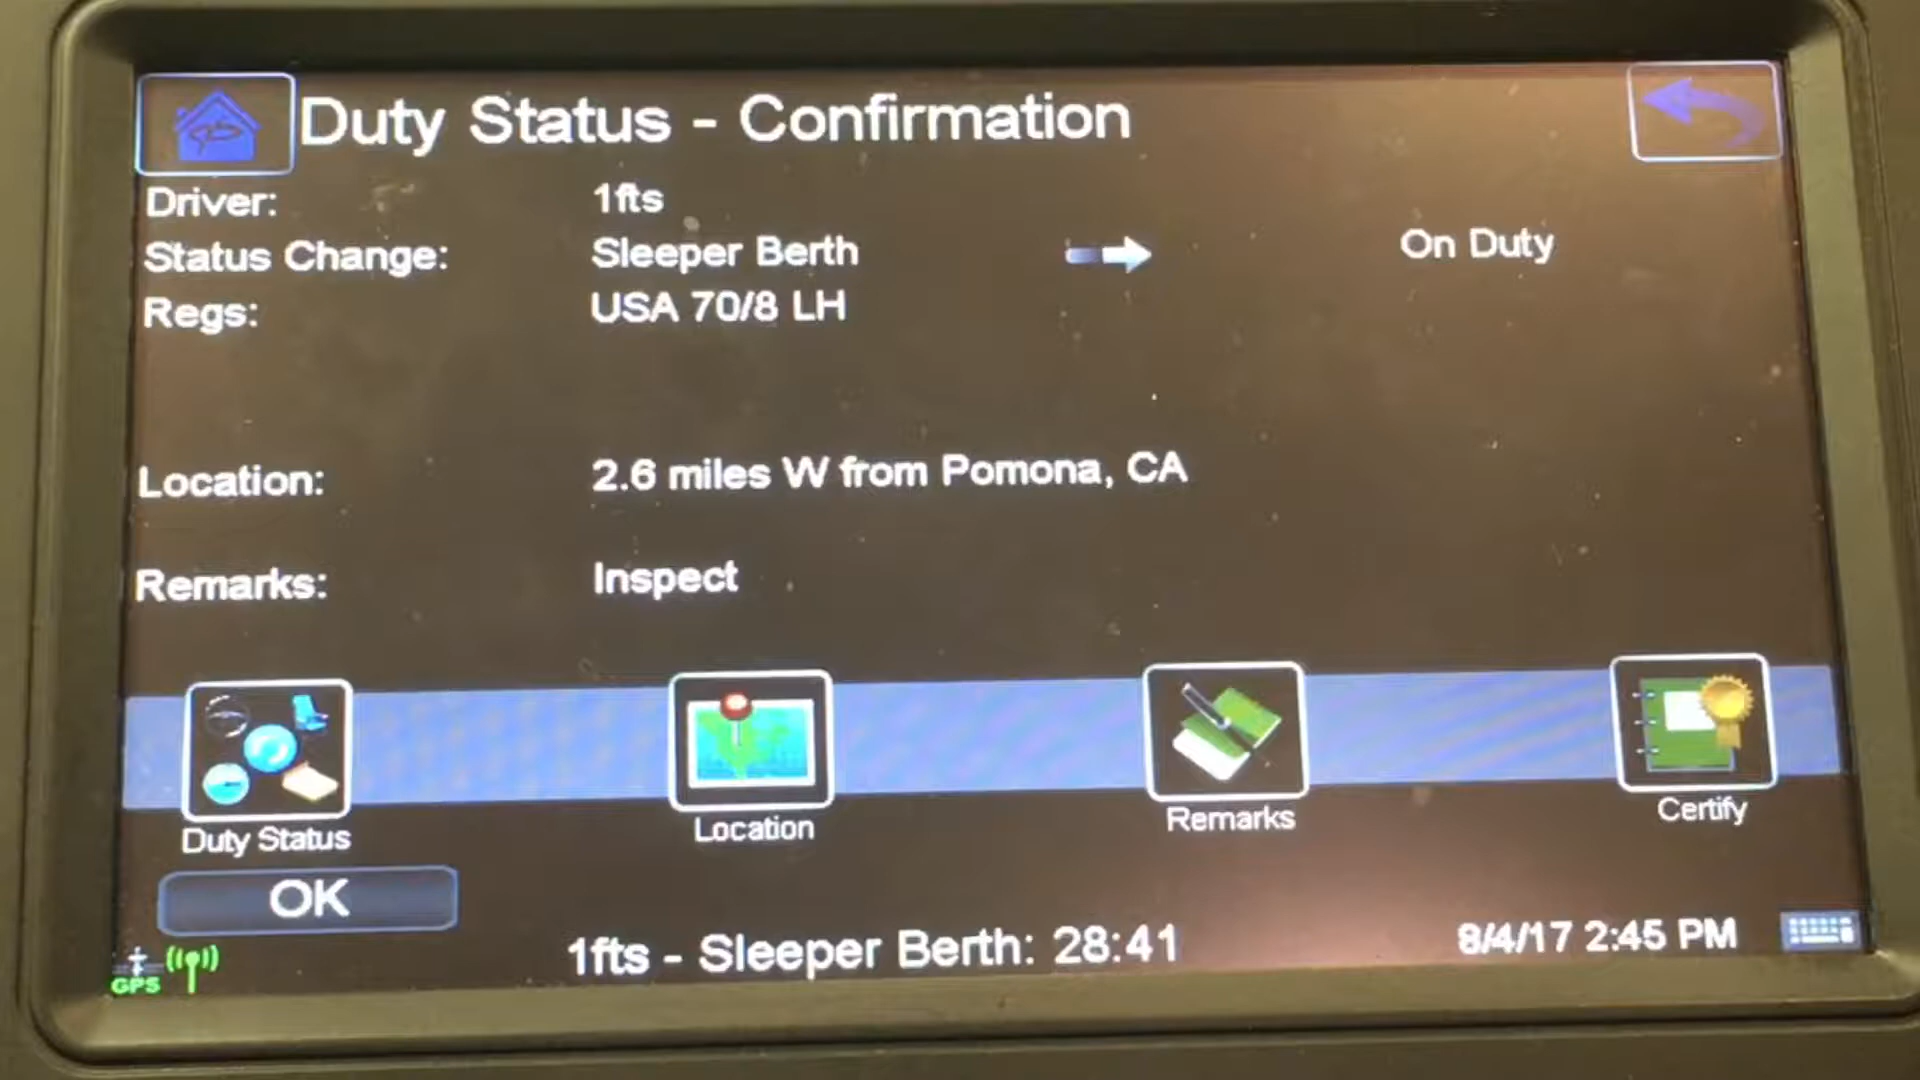 Duty Status - Confirmation
Driver: 1fts
Status Change: Sleeper Berth On Duty
Regs: USA 70/8 LH
Location: 2.6 miles W from Pomona, CA
Remarks: Inspect
Duty Status Location Remarks Certify
OK
GPS 1fts - Sleeper Berth: 28:41 8/4/17 2:45 PM